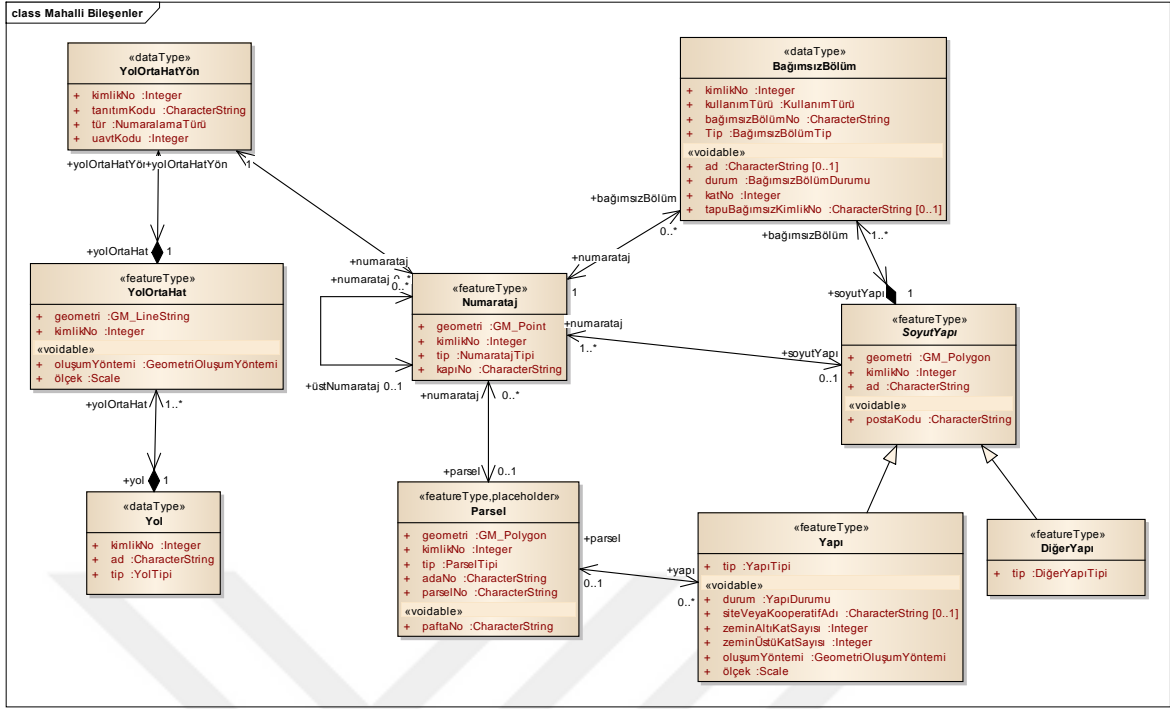 class Mahalli Bileşenler
«dataType»
YolOrtaHatYön
+ kimlikNo :Integer
+ tanıtımKodu :CharacterString
+ tür :NumaralamaTürü
+ uavtKodu :Integer
+yolOrtaHatYön
+yolOrtaHatYön
1
+yolOrtaHat
1
«featureType»
YolOrtaHat
+ geometri :GM_LineString
+ kimlikNo :Integer
«voidable»
+ oluşumYöntemi :GeometriOluşumYöntemi
+ ölçek :Scale
+yolOrtaHat
1..*
+yol
1
«dataType»
Yol
+ kimlikNo :Integer
+ ad :CharacterString
+ tip :YolTipi
+numarataj
+numarataj
0..*
0..*
«featureType»
Numarataj
+ geometri :GM_Point
+ kimlikNo :Integer
+ tip :NumaratajTipi
+ kapıNo :CharacterString
+üstNumarataj 0..1
+numarataj
0..*
+parsel
0..1
«featureType,placeholder»
Parsel
+ geometri :GM_Polygon
+ kimlikNo :Integer
+ tip :ParselTipi
+ adaNo :CharacterString
+ parselNo :CharacterString
«voidable»
+ paftaNo :CharacterString
«dataType»
BağımsızBölüm
+ kimlikNo :Integer
+ kullanımTürü :KullanımTürü
+ bağımsızBölümNo :CharacterString
+ Tip :BağımsızBölümTip
«voidable»
+ ad :CharacterString [0..1]
+ durum :BağımsızBölümDurumu
+ katNo :Integer
+ tapuBağımsızKimlikNo :CharacterString [0..1]
+bağımsızBölüm
0..*
+numarataj
1
+bağımsızBölüm
1..*
+soyutYapı
1
+numarataj
1..*
+soyutYapı
0..1
«featureType»
SoyutYapı
+ geometri :GM_Polygon
+ kimlikNo :Integer
+ ad :CharacterString
«voidable»
+ postaKodu :CharacterString
+parsel
0..1
+yapı
0..*
«featureType»
Yapı
+ tip :YapıTipi
«voidable»
+ durum :YapıDurumu
+ siteVeyaKooperatifAdı :CharacterString [0..1]
+ zeminAltıKatSayısı :Integer
+ zeminÜstüKatSayısı :Integer
+ oluşumYöntemi :GeometriOluşumYöntemi
+ ölçek :Scale
«featureType»
DiğerYapı
+ tip :DiğerYapıTipi